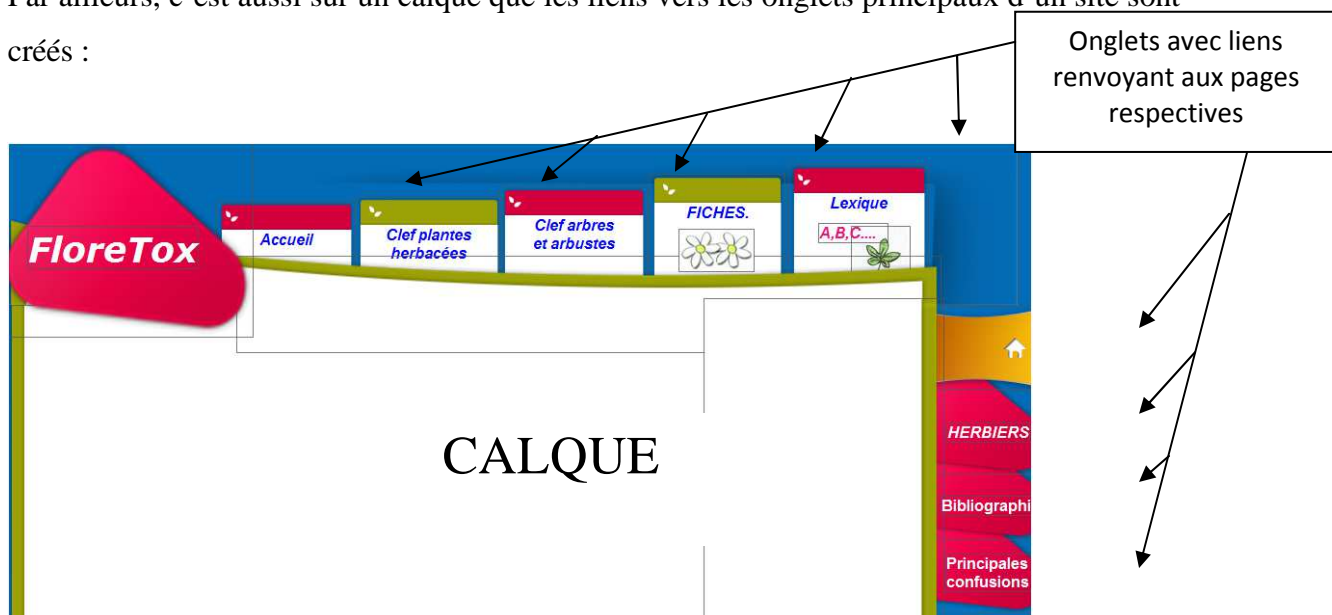 Par ailleurs, c'est aussi sur un calque que les liens vers les onglets principaux d'un site sont
créés :
Onglets avec liens
renvoyant aux pages
respectives
FloreTox
Accueil
Clef plantes
herbacées
Clef arbres
et arbustes
FICHES.
Lexique
A,B,C....
CALQUE
HERBIERS
Bibliographi
Principales
confusions